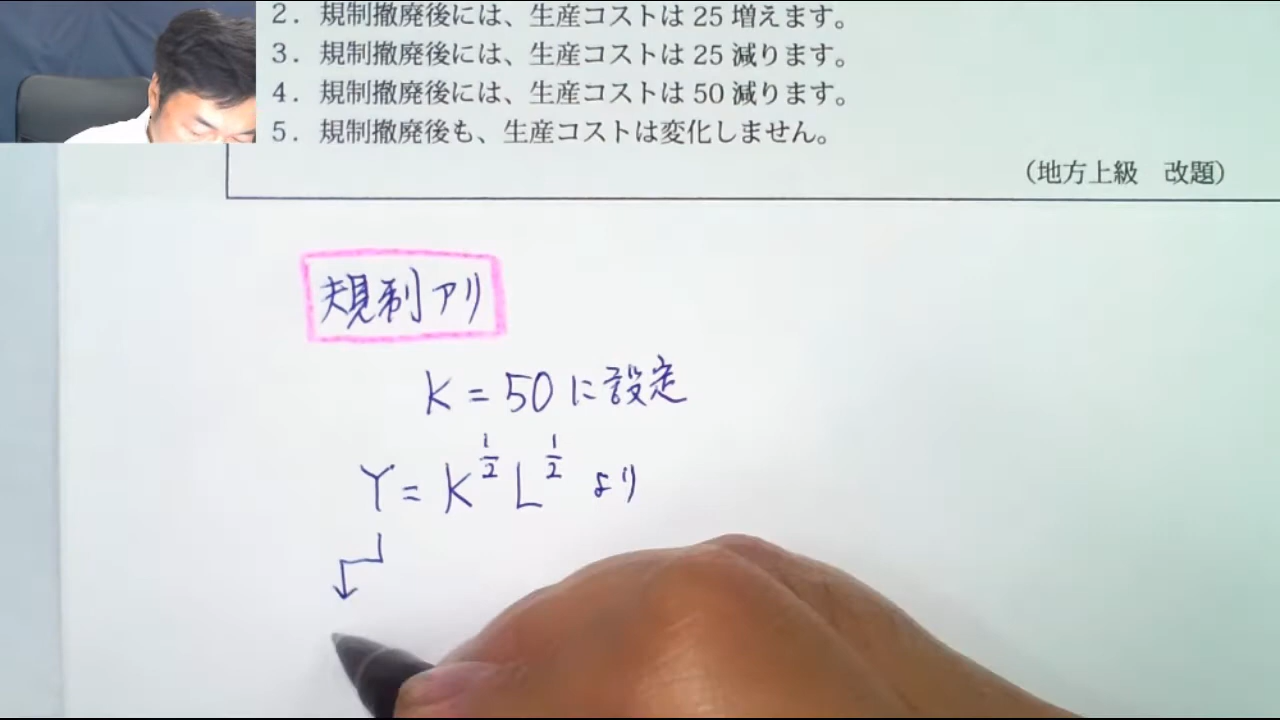 2．規制撤廃後には、生産コストは 25 増えます。
3．規制撤廃後には、生産コストは 25 減ります。
4．規制撤廃後には、生産コストは 50 減ります。
5．規制撤廃後も、生産コストは変化しません。
（地方上級　改題）
規制アリ
K = 50 に設定
Y = K^{1/2} L^{1/2} より